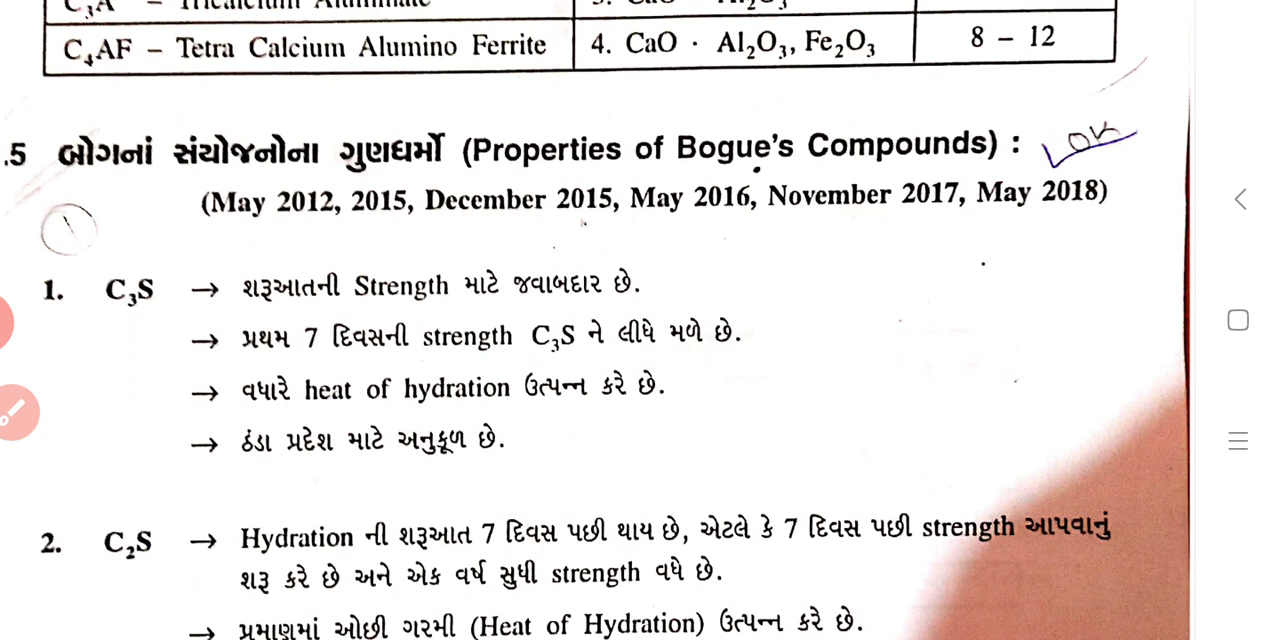 C₃A – Tricalcium Aluminate
C₄AF – Tetra Calcium Alumino Ferrite 4. CaO · Al₂O₃, Fe₂O₃ 8 – 12
.5 બોગનાં સંયોજનોના ગુણધર્મો (Properties of Bogue's Compounds) : OK
(May 2012, 2015, December 2015, May 2016, November 2017, May 2018)
1. C₃S → શરૂઆતની Strength માટે જવાબદાર છે.
→ પ્રથમ 7 દિવસની strength C₃S ને લીધે મળે છે.
→ વધારે heat of hydration ઉત્પન્ન કરે છે.
→ ઠંડા પ્રદેશ માટે અનુકૂળ છે.
2. C₂S → Hydration ની શરૂઆત 7 દિવસ પછી થાય છે, એટલે કે 7 દિવસ પછી strength આપવાનું
શરૂ કરે છે અને એક વર્ષ સુધી strength વધે છે.
→ પ્રમાણમાં ઓછી ગરમી (Heat of Hydration) ઉત્પન્ન કરે છે.